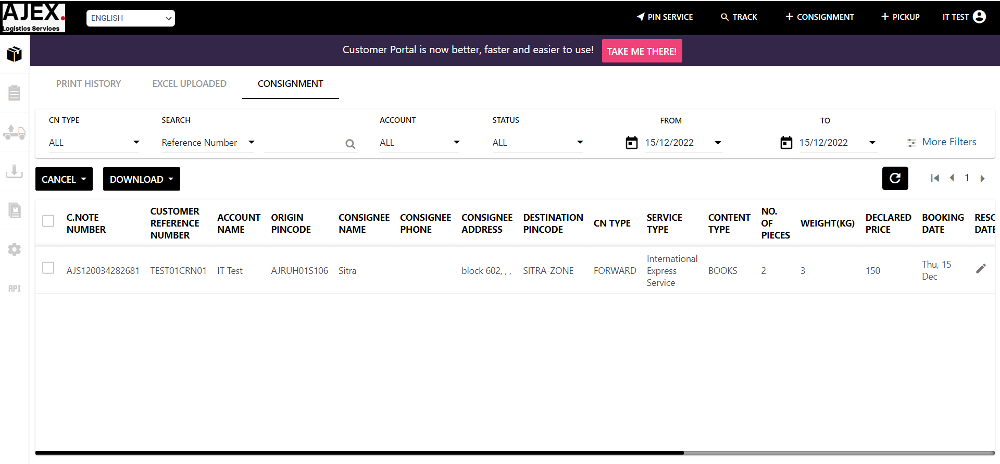 AJEX.
Logistics Services
ENGLISH
PIN SERVICE
TRACK
CONSIGNMENT
PICKUP
IT TEST
Customer Portal is now better, faster and easier to use!
TAKE ME THERE!
PRINT HISTORY
EXCEL UPLOADED
CONSIGNMENT
CN TYPE
SEARCH
ACCOUNT
STATUS
FROM
TO
ALL
Reference Number
ALL
ALL
15/12/2022
15/12/2022
More Filters
CANCEL
DOWNLOAD
1
C.NOTE
NUMBER
CUSTOMER
REFERENCE
NUMBER
ACCOUNT
NAME
ORIGIN
PINCODE
CONSIGNEE
NAME
CONSIGNEE
PHONE
CONSIGNEE
ADDRESS
DESTINATION
PINCODE
CN TYPE
SERVICE
TYPE
CONTENT
TYPE
NO.
OF
PIECES
WEIGHT(KG)
DECLARED
PRICE
BOOKING
DATE
RESC
DATE
AJS120034282681
TEST01CRN01
IT Test
AJRUH01S106
Sitra
block 602, , ,
SITRA-ZONE
FORWARD
International
Express
Service
BOOKS
2
3
150
Thu, 15
Dec
API